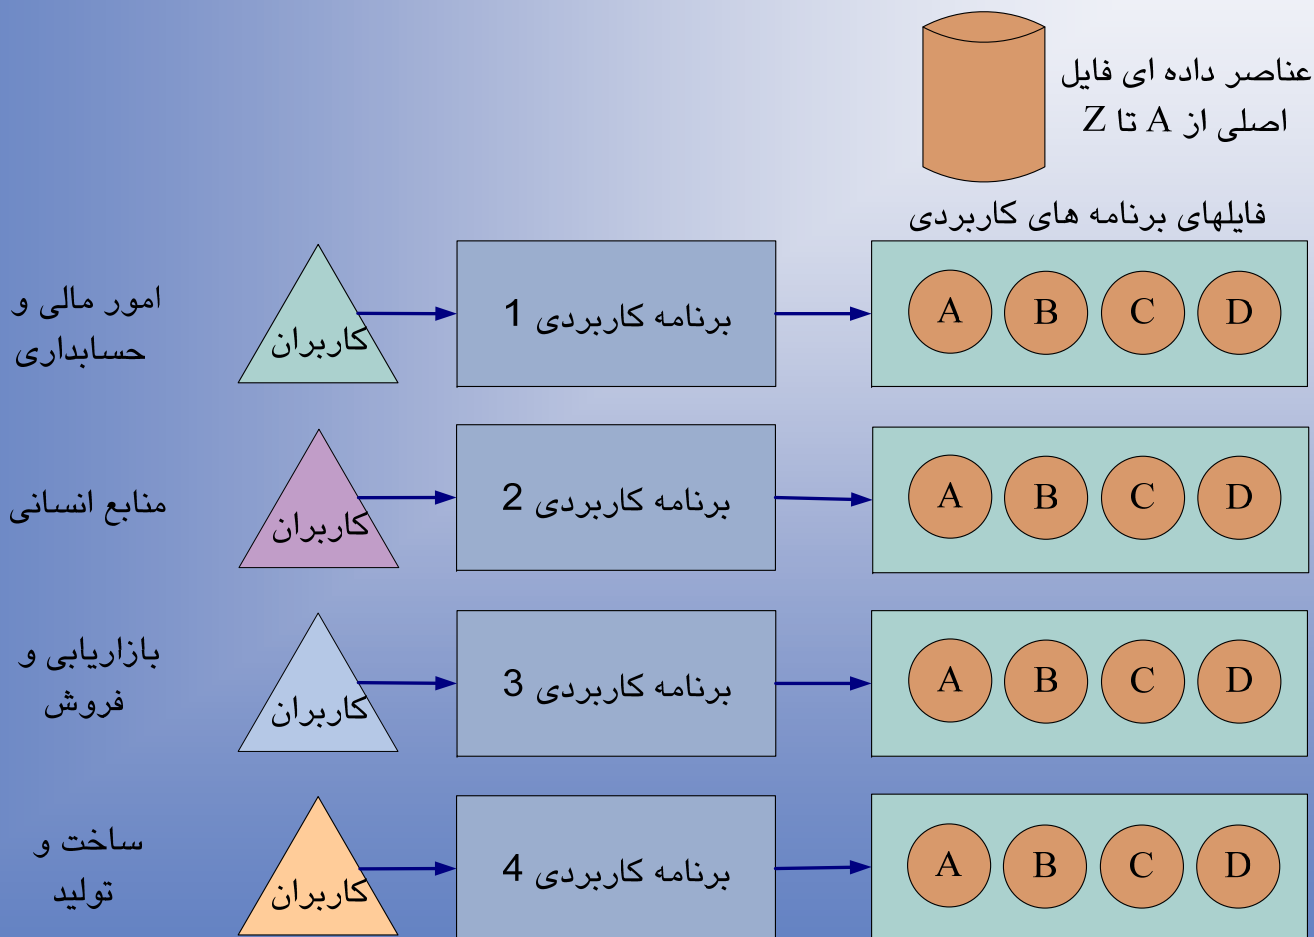 عناصر داده ای فایل
اصلی از A تا Z
فایلهای برنامه های کاربردی
امور مالی و
حسابداری
کاربران
برنامه کاربردی 1
A B C D
منابع انسانی
کاربران
برنامه کاربردی 2
A B C D
بازاریابی و
فروش
کاربران
برنامه کاربردی 3
A B C D
ساخت و
تولید
کاربران
برنامه کاربردی 4
A B C D